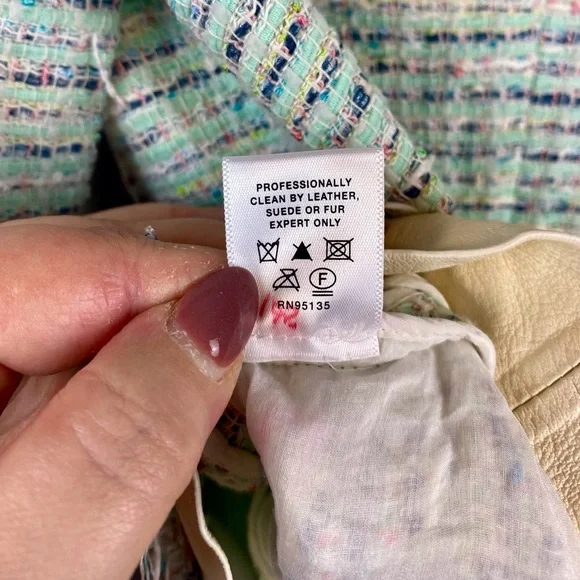 PROFESSIONALLY
CLEAN BY LEATHER,
SUEDE OR FUR
EXPERT ONLY
F
RN95135